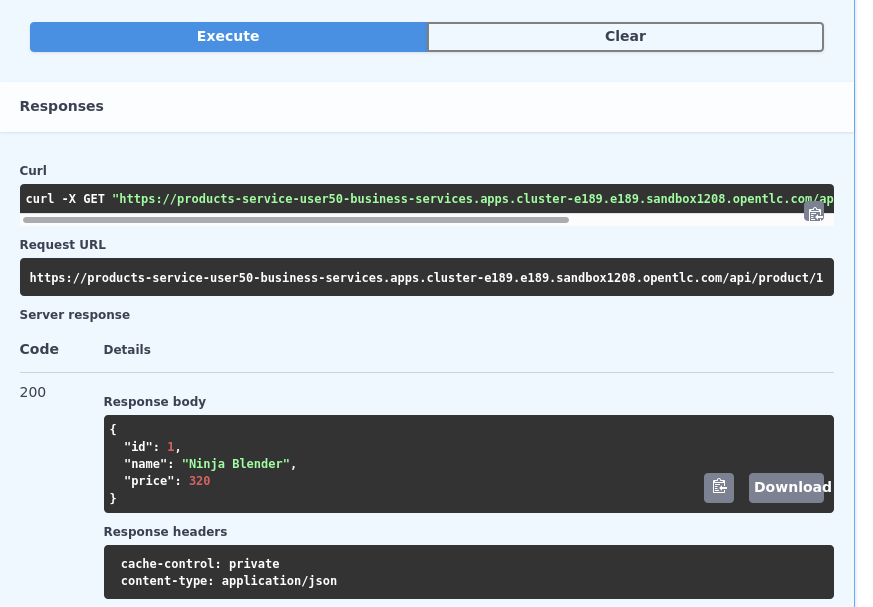 Execute
Clear
Responses
Curl
curl -X GET "https://products-service-user50-business-services.apps.cluster-e189.e189.sandbox1208.opentlc.com/ap
Request URL
https://products-service-user50-business-services.apps.cluster-e189.e189.sandbox1208.opentlc.com/api/product/1
Server response
Code
Details
200
Response body
{
"id": 1,
"name": "Ninja Blender",
"price": 320
}
Download
Response headers
cache-control: private
content-type: application/json